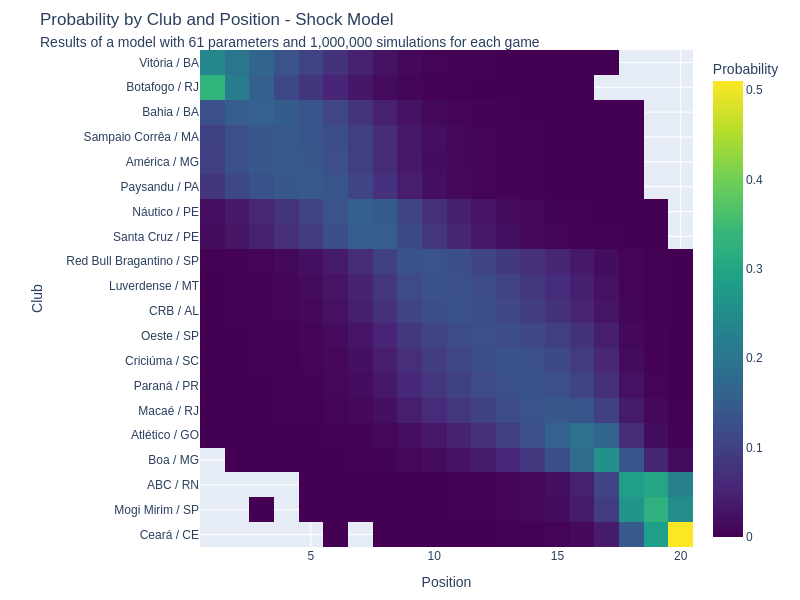 Probability by Club and Position - Shock Model
Results of a model with 61 parameters and 1,000,000 simulations for each game
Probability
Club
Vitória / BA
Botafogo / RJ
Bahia / BA
Sampaio Corrêa / MA
América / MG
Paysandu / PA
Náutico / PE
Santa Cruz / PE
Red Bull Bragantino / SP
Luverdense / MT
CRB / AL
Oeste / SP
Criciúma / SC
Paraná / PR
Macaé / RJ
Atlético / GO
Boa / MG
ABC / RN
Mogi Mirim / SP
Ceará / CE
0.5
0.4
0.3
0.2
0.1
0
5 10 15 20
Position